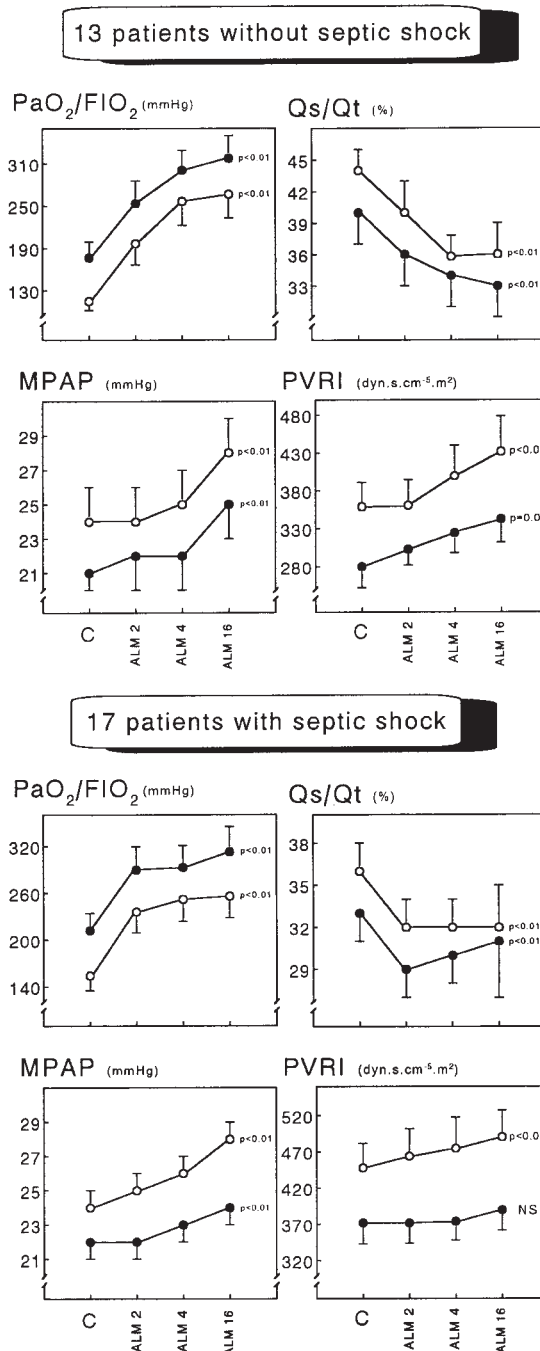 13 patients without septic shock
PaO₂/FIO₂ (mmHg)
310
250
190
130
p<0.01
p<0.01
Qs/Qt (%)
45
42
39
36
33
p<0.01
p<0.01
MPAP (mmHg)
29
27
25
23
21
p<0.01
p<0.01
C
ALM 2
ALM 4
ALM 16
PVRI (dyn.s.cm⁻⁵.m²)
480
430
380
330
280
p<0.0
p=0.0
C
ALM 2
ALM 4
ALM 16
17 patients with septic shock
PaO₂/FIO₂ (mmHg)
320
260
200
140
p<0.01
p<0.01
Qs/Qt (%)
38
35
32
29
p<0.01
p<0.01
MPAP (mmHg)
29
27
25
23
21
p<0.01
p<0.01
C
ALM 2
ALM 4
ALM 16
PVRI (dyn.s.cm⁻⁵.m²)
520
470
420
370
320
p<0.0
NS
C
ALM 2
ALM 4
ALM 16